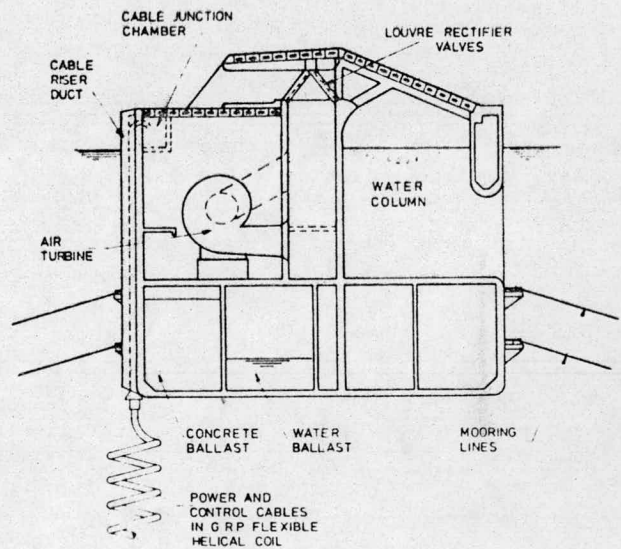 CABLE JUNCTION
CHAMBER
LOUVRE RECTIFIER
VALVES
CABLE
RISER
DUCT
WATER
COLUMN
AIR
TURBINE
CONCRETE
BALLAST
WATER
BALLAST
MOORING
LINES
POWER AND
CONTROL CABLES
IN G R P FLEXIBLE
HELICAL COIL